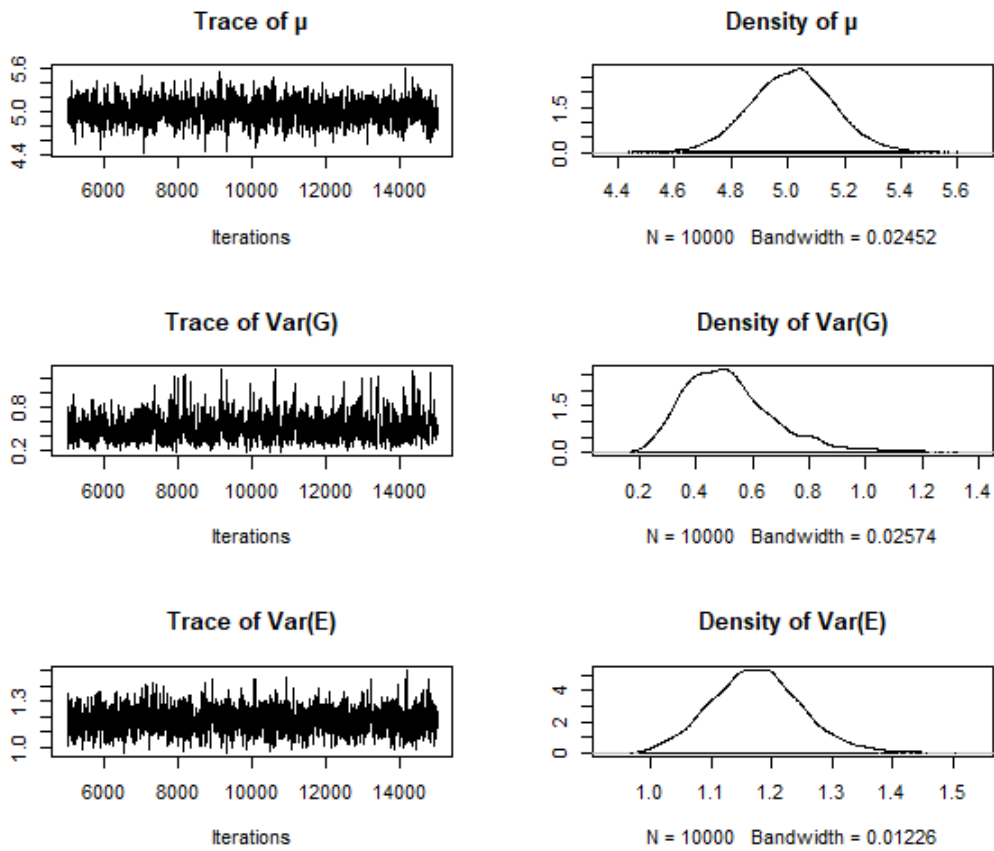 Trace of µ
5.6
5.0
4.4
6000 8000 10000 12000 14000
Iterations
Density of µ
1.5
0.0
4.4 4.6 4.8 5.0 5.2 5.4 5.6
N = 10000 Bandwidth = 0.02452
Trace of Var(G)
0.8
0.2
6000 8000 10000 12000 14000
Iterations
Density of Var(G)
1.5
0.0
0.2 0.4 0.6 0.8 1.0 1.2 1.4
N = 10000 Bandwidth = 0.02574
Trace of Var(E)
1.3
1.0
6000 8000 10000 12000 14000
Iterations
Density of Var(E)
4
2
0
1.0 1.1 1.2 1.3 1.4 1.5
N = 10000 Bandwidth = 0.01226